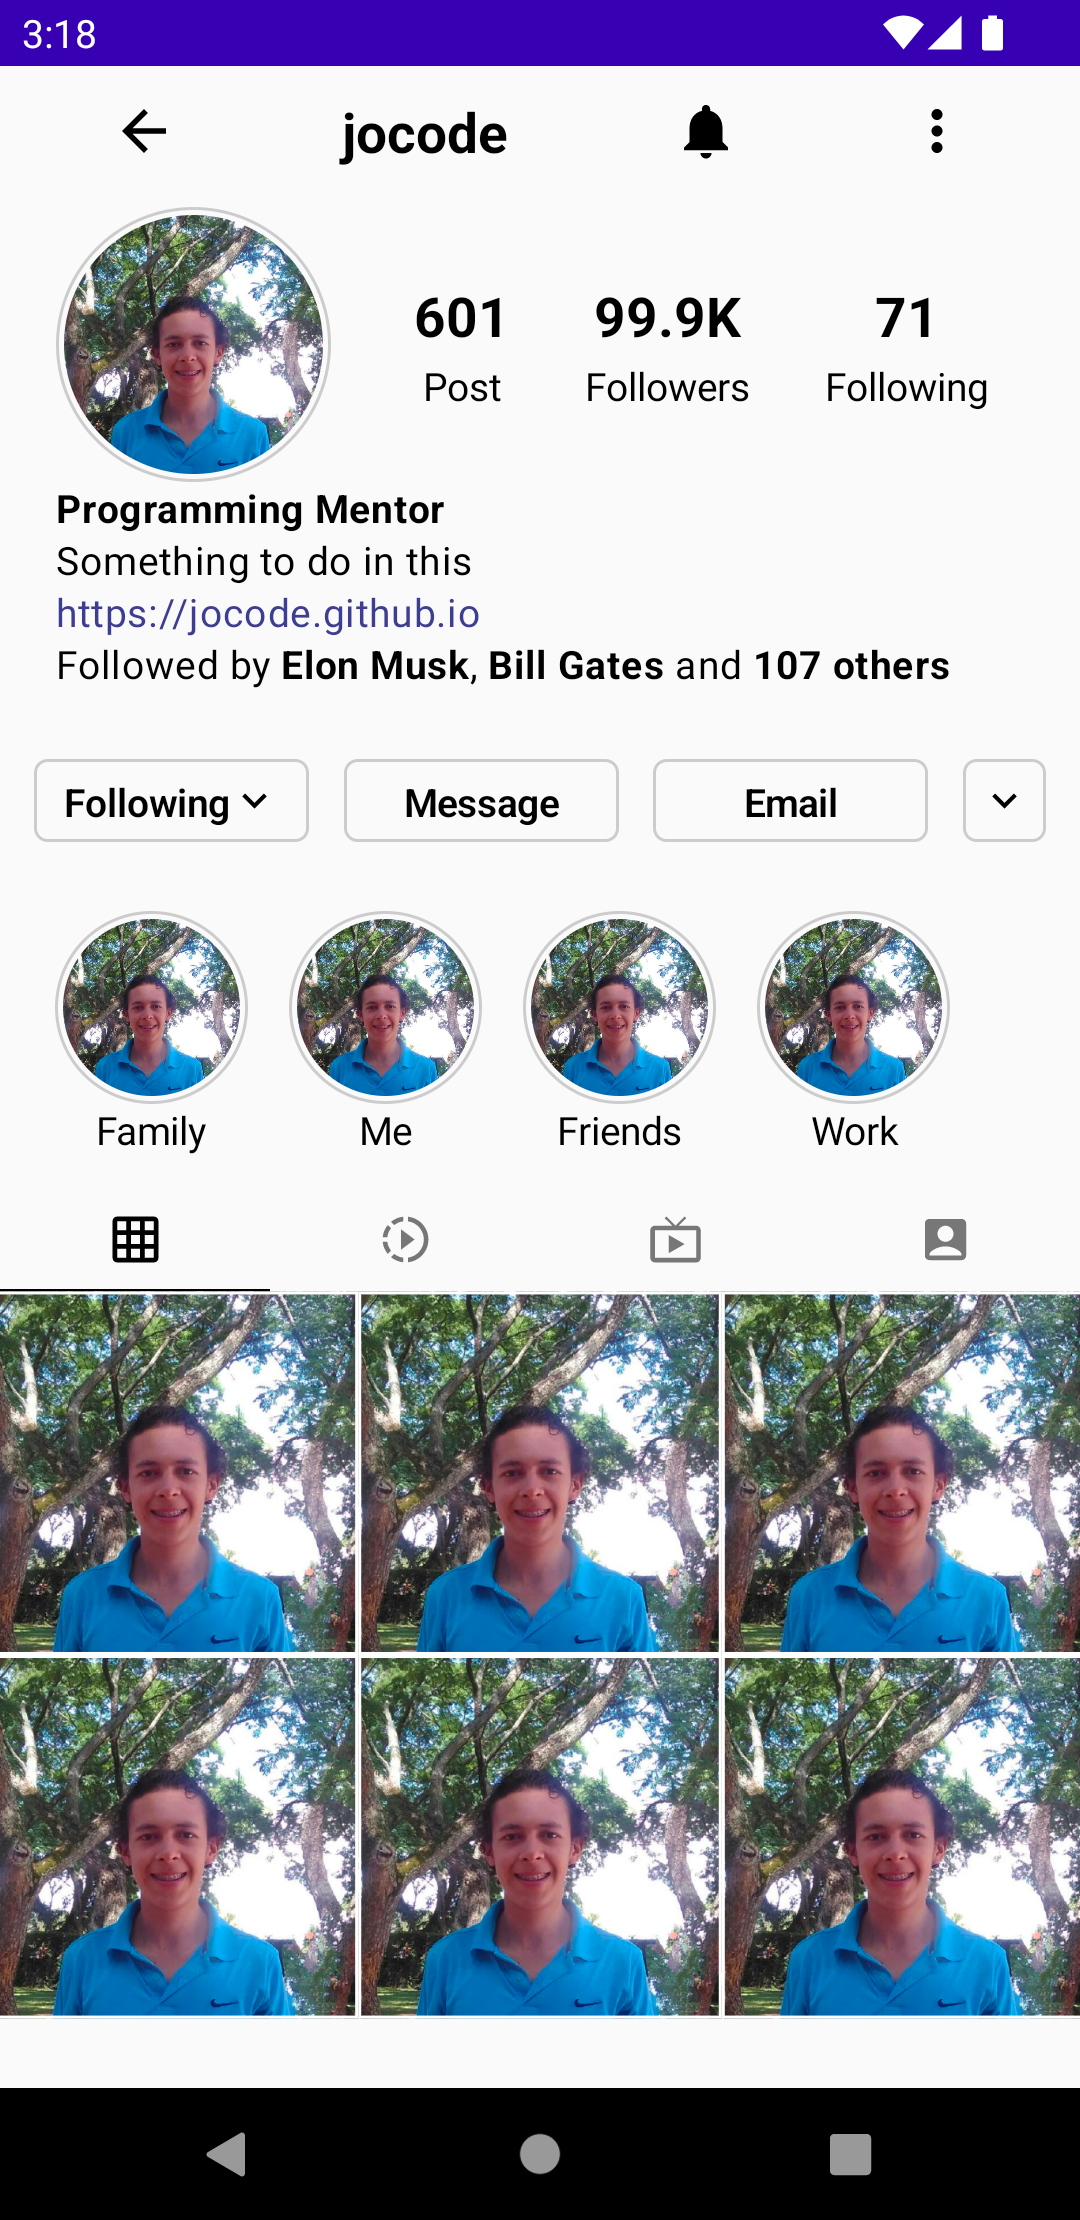 3:18
jocode
601 99.9K 71
Post Followers Following
Programming Mentor
Something to do in this
https://jocode.github.io
Followed by Elon Musk, Bill Gates and 107 others
Following Message Email
Family Me Friends Work